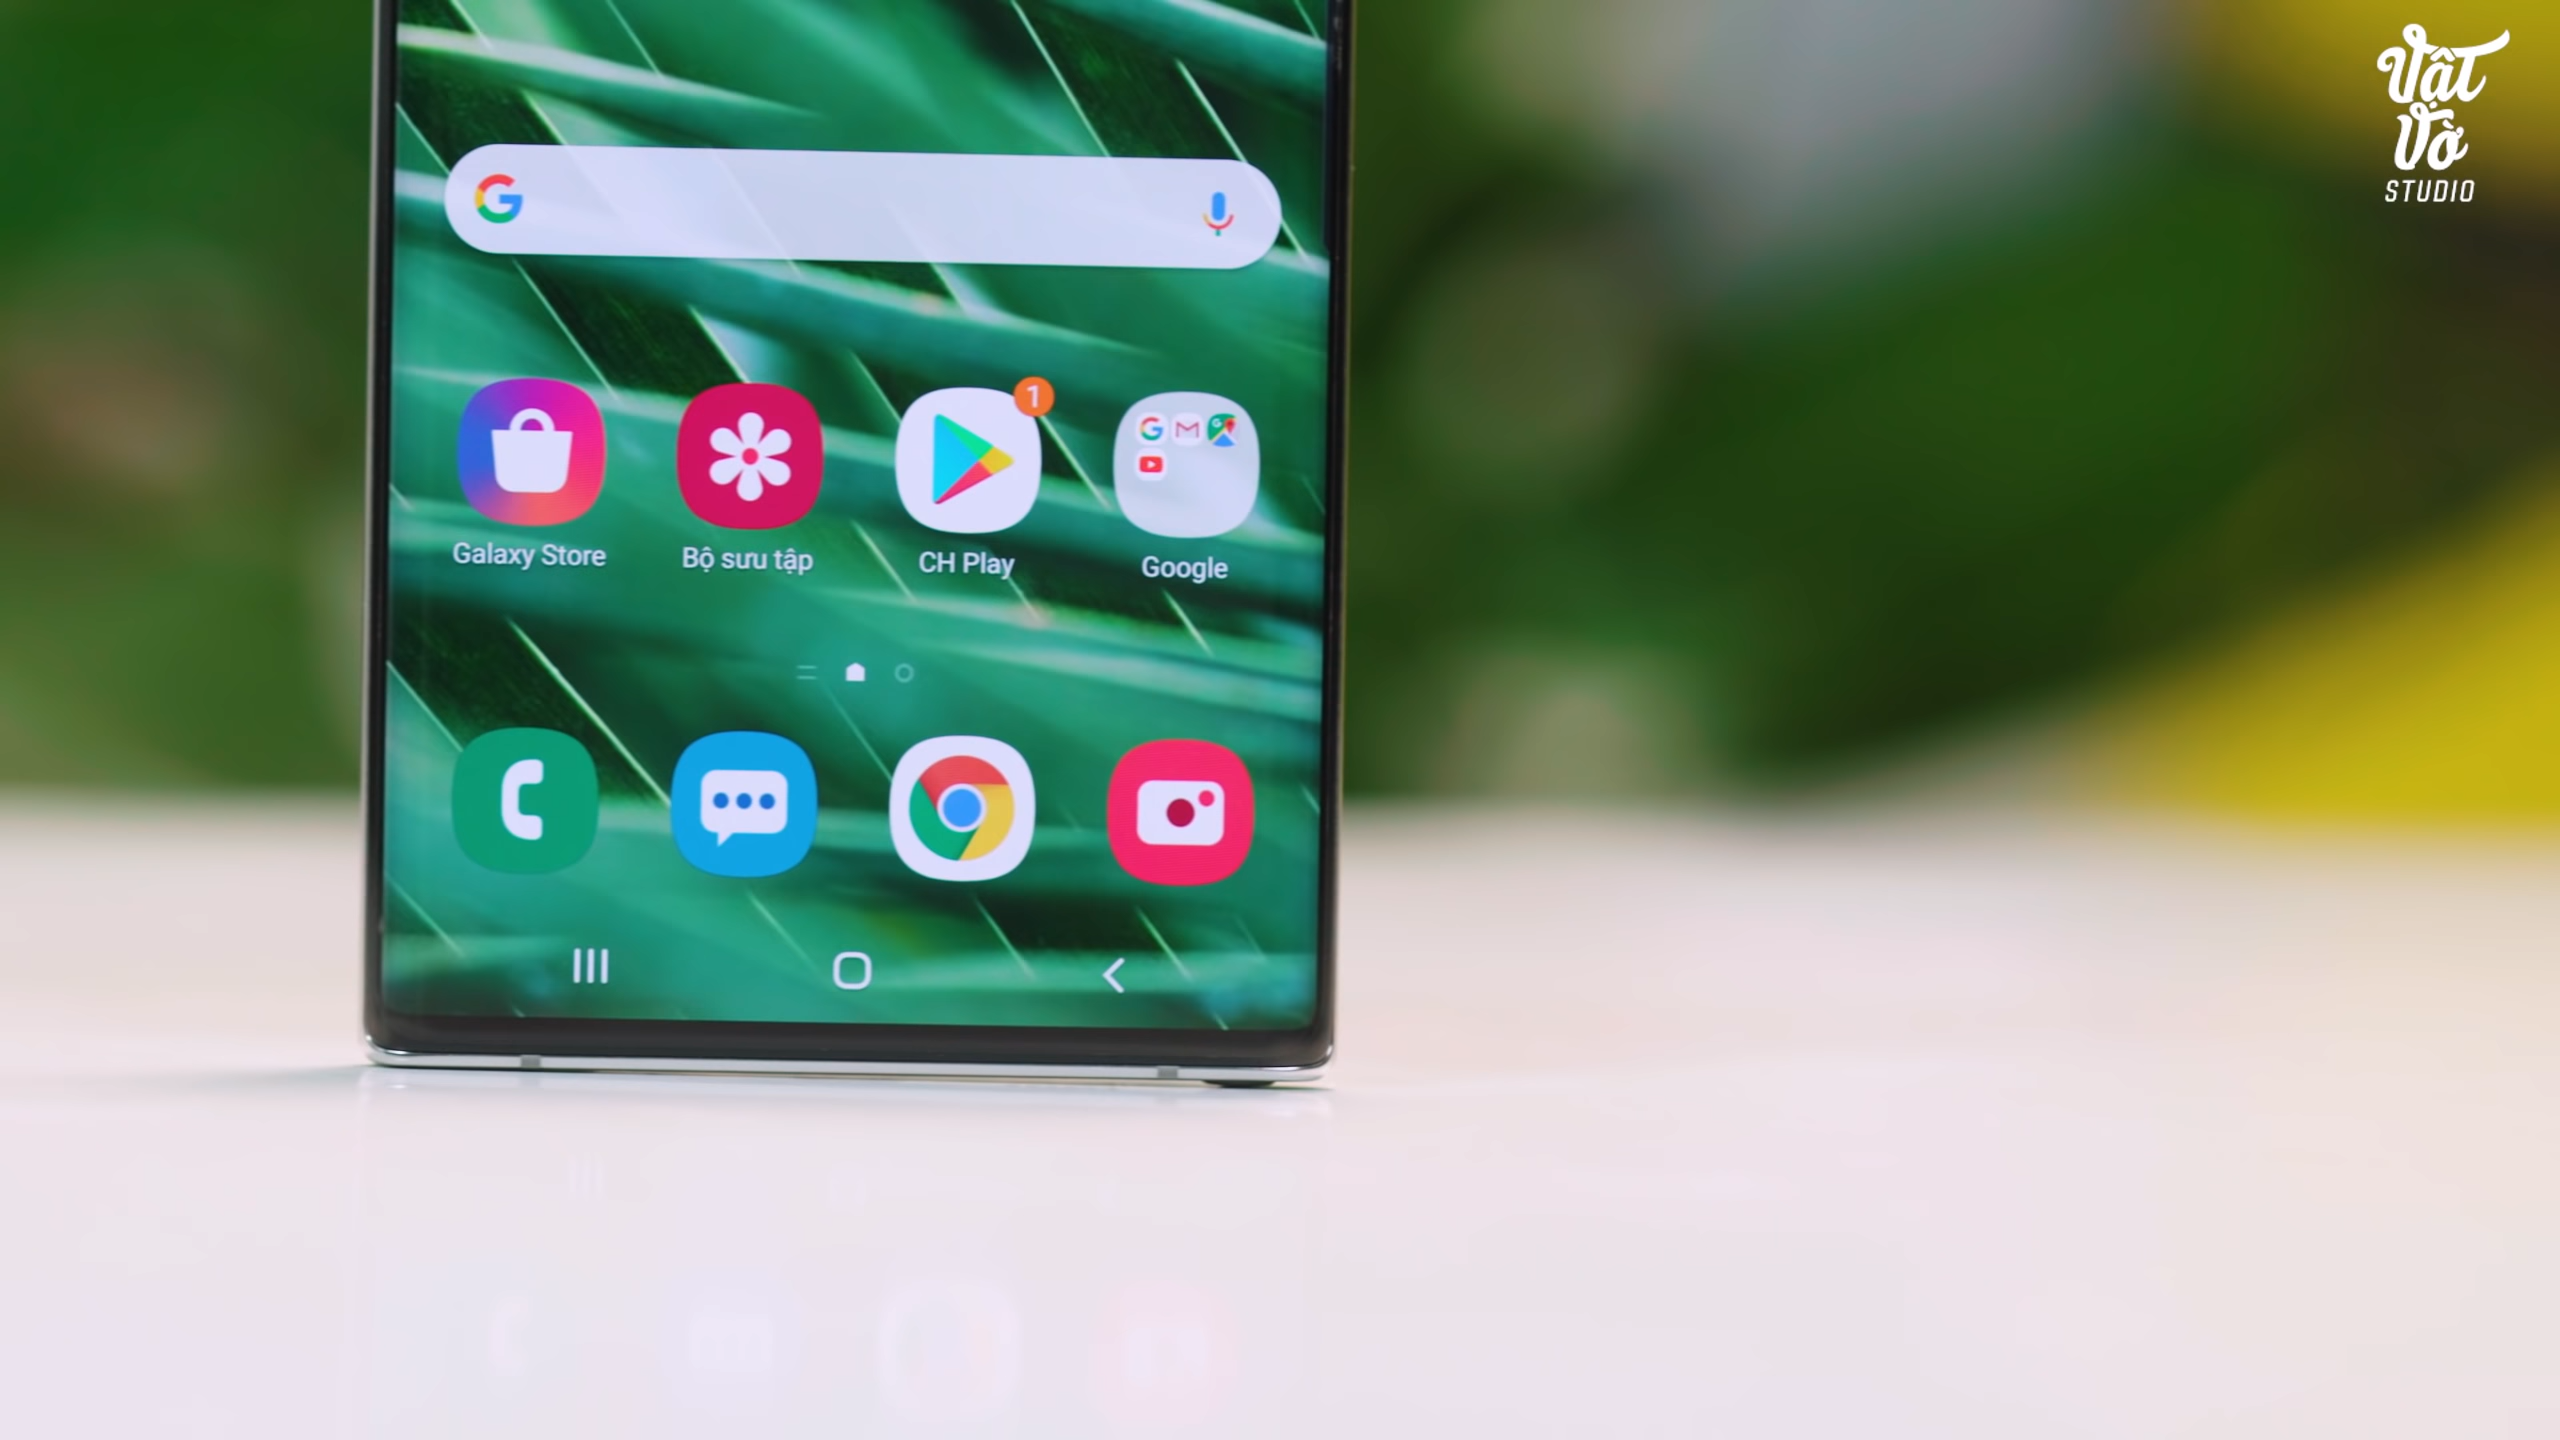 Vật
Vờ
STUDIO
1
Galaxy Store
Bộ sưu tập
CH Play
Google